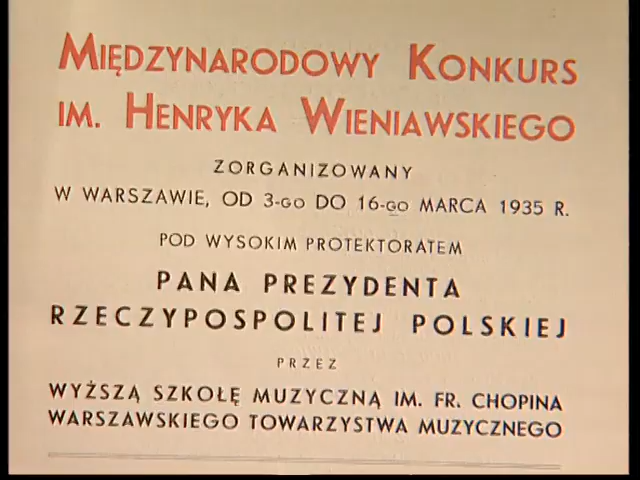 MIĘDZYNARODOWY KONKURS
IM. HENRYKA WIENIAWSKIEGO
ZORGANIZOWANY
W WARSZAWIE, OD 3-GO DO 16-GO MARCA 1935 R.
POD WYSOKIM PROTEKTORATEM
PANA PREZYDENTA
RZECZYPOSPOLITEJ POLSKIEJ
PRZEZ
WYŻSZĄ SZKOŁĘ MUZYCZNĄ IM. FR. CHOPINA
WARSZAWSKIEGO TOWARZYSTWA MUZYCZNEGO